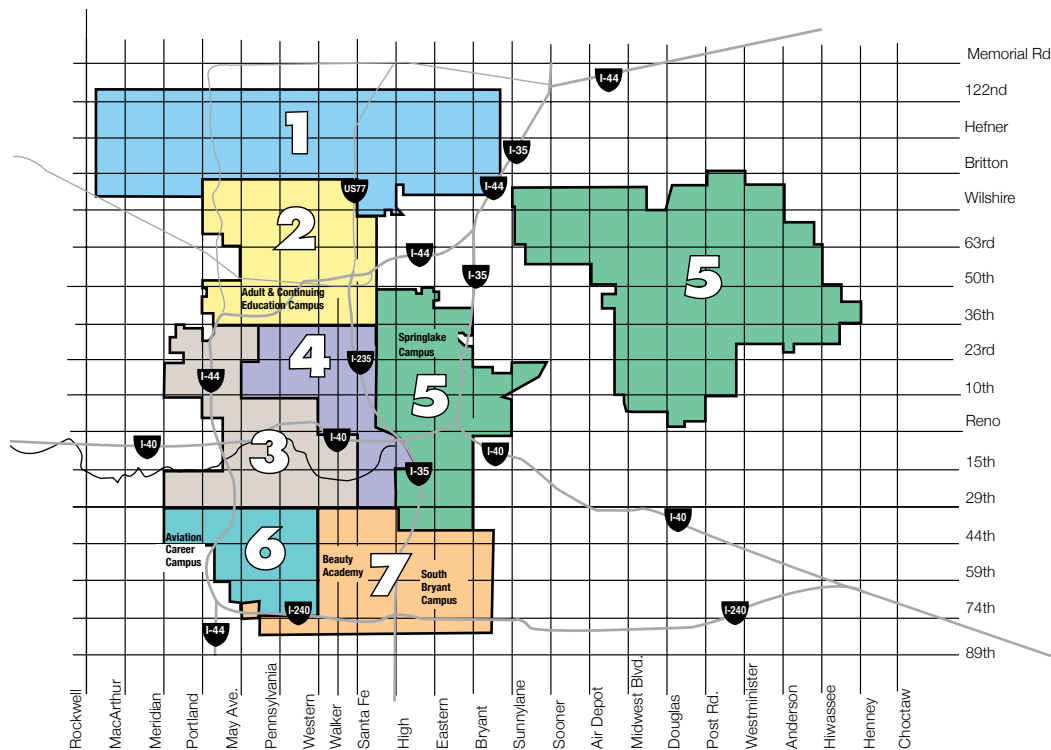 Memorial Rd
I-44
122nd
1
Hefner
I-35
Britton
US77
I-44
Wilshire
2
63rd
I-44
I-35
5
50th
Adult & Continuing
Education Campus
36th
Springlake
Campus
4
I-235
23rd
I-44
5
10th
Reno
I-40
3
I-40
I-40
15th
I-35
29th
I-40
Aviation
Career
Campus
6
44th
Beauty
Academy
7
South
Bryant
Campus
59th
I-240
I-240
74th
I-44
89th
Rockwell
MacArthur
Meridian
Portland
May Ave.
Pennsylvania
Western
Walker
Santa Fe
High
Eastern
Bryant
Sunnylane
Sooner
Air Depot
Midwest Blvd.
Douglas
Post Rd.
Westminister
Anderson
Hiwassee
Henney
Choctaw